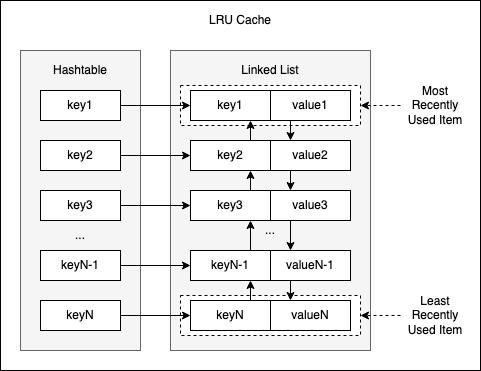 LRU Cache
Hashtable
Linked List
key1
key1
value1
Most
Recently
Used Item
key2
key2
value2
key3
key3
value3
...
...
keyN-1
keyN-1
valueN-1
keyN
keyN
valueN
Least
Recently
Used Item